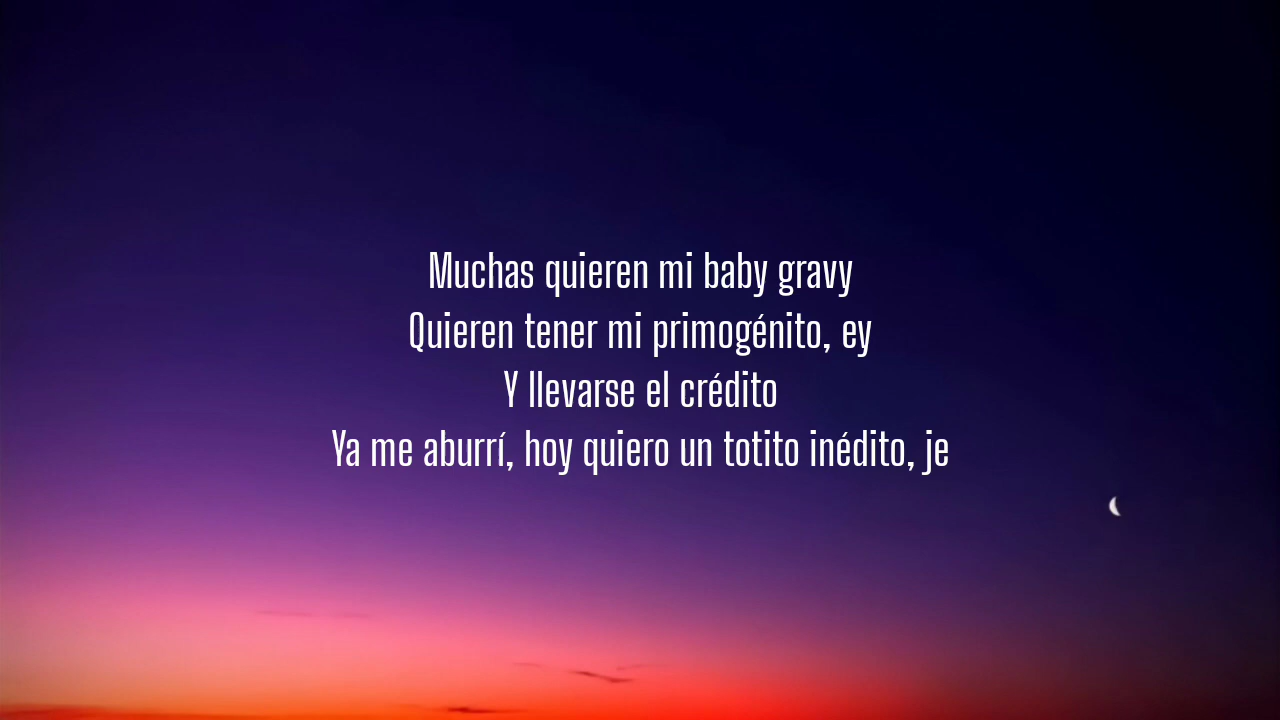 Muchas quieren mi baby gravy
Quieren tener mi primogénito, ey
Y llevarse el crédito
Ya me aburrí, hoy quiero un totito inédito, je